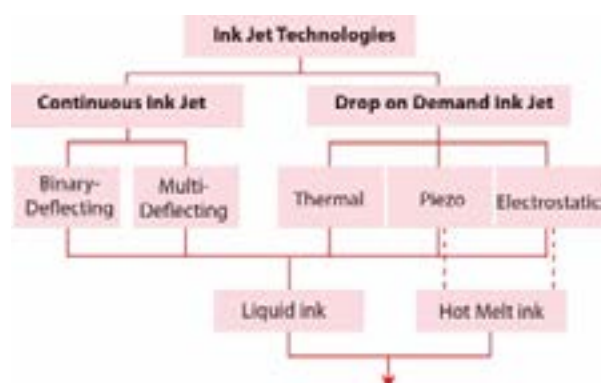 Ink Jet Technologies
Continuous Ink Jet
Drop on Demand Ink Jet
Binary-
Deflecting
Multi-
Deflecting
Thermal
Piezo
Electrostatic
Liquid ink
Hot Melt ink